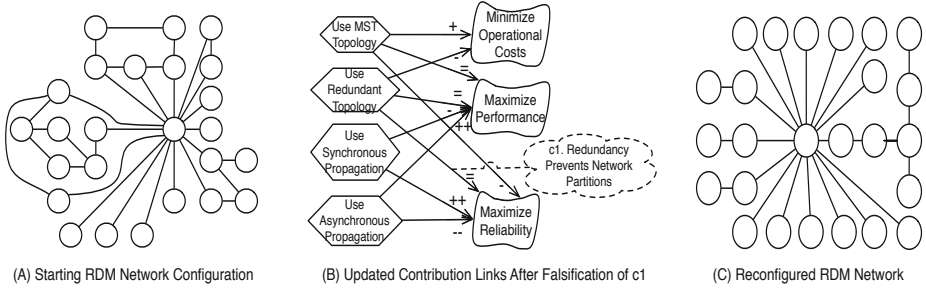 Use MST
Topology
Use
Redundant
Topology
Use
Synchronous
Propagation
Use
Asynchronous
Propagation
+
-
=
=
-
++
=
-
++
--
Minimize
Operational
Costs
Maximize
Performance
c1. Redundancy
Prevents Network
Partitions
Maximize
Reliability
(A) Starting RDM Network Configuration
(B) Updated Contribution Links After Falsification of c1
(C) Reconfigured RDM Network